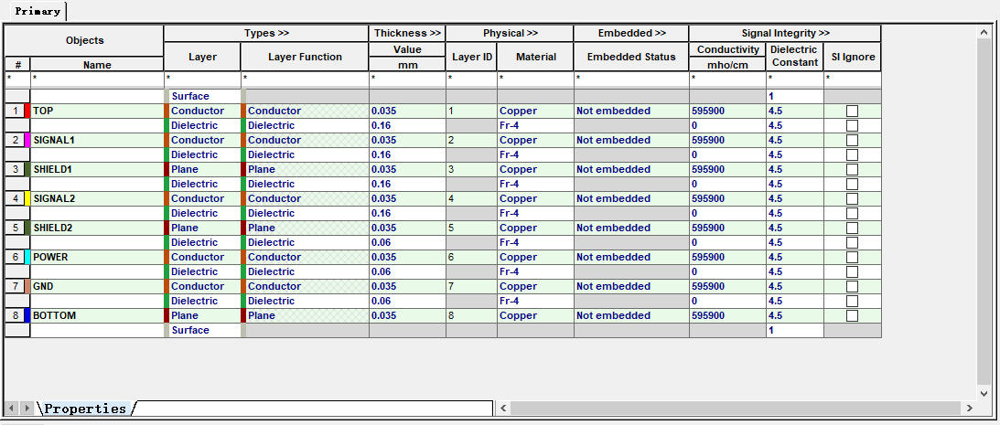 Primary
Objects Types >> Thickness >> Physical >> Embedded >> Signal Integrity >>
# Name Layer Layer Function Value mm Layer ID Material Embedded Status Conductivity mho/cm Dielectric Constant SI Ignore
* * * * * * * * * * *
Surface 1
1 TOP Conductor Conductor 0.035 1 Copper Not embedded 595900 4.5
Dielectric Dielectric 0.16 Fr-4 0 4.5
2 SIGNAL1 Conductor Conductor 0.035 2 Copper Not embedded 595900 4.5
Dielectric Dielectric 0.16 Fr-4 0 4.5
3 SHIELD1 Plane Plane 0.035 3 Copper Not embedded 595900 4.5
Dielectric Dielectric 0.16 Fr-4 0 4.5
4 SIGNAL2 Conductor Conductor 0.035 4 Copper Not embedded 595900 4.5
Dielectric Dielectric 0.16 Fr-4 0 4.5
5 SHIELD2 Plane Plane 0.035 5 Copper Not embedded 595900 4.5
Dielectric Dielectric 0.06 Fr-4 0 4.5
6 POWER Conductor Conductor 0.035 6 Copper Not embedded 595900 4.5
Dielectric Dielectric 0.06 Fr-4 0 4.5
7 GND Conductor Conductor 0.035 7 Copper Not embedded 595900 4.5
Dielectric Dielectric 0.06 Fr-4 0 4.5
8 BOTTOM Plane Plane 0.035 8 Copper Not embedded 595900 4.5
Surface 1
Properties